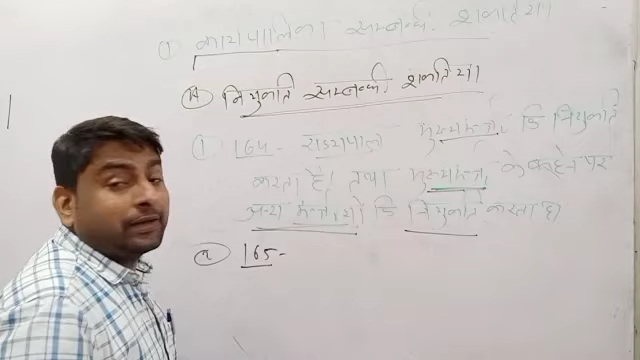 ① कार्यपालिका सम्बन्धी शक्तियां
Ⓐ नियुक्ति सम्बन्धी शक्तियां
① 164- राज्यपाल मुख्यमंत्री कि नियुक्ति
करता है। तथा मुख्यमंत्री के कहने पर
अन्य मंत्रीयों कि नियुक्ति करता है।
② 165-